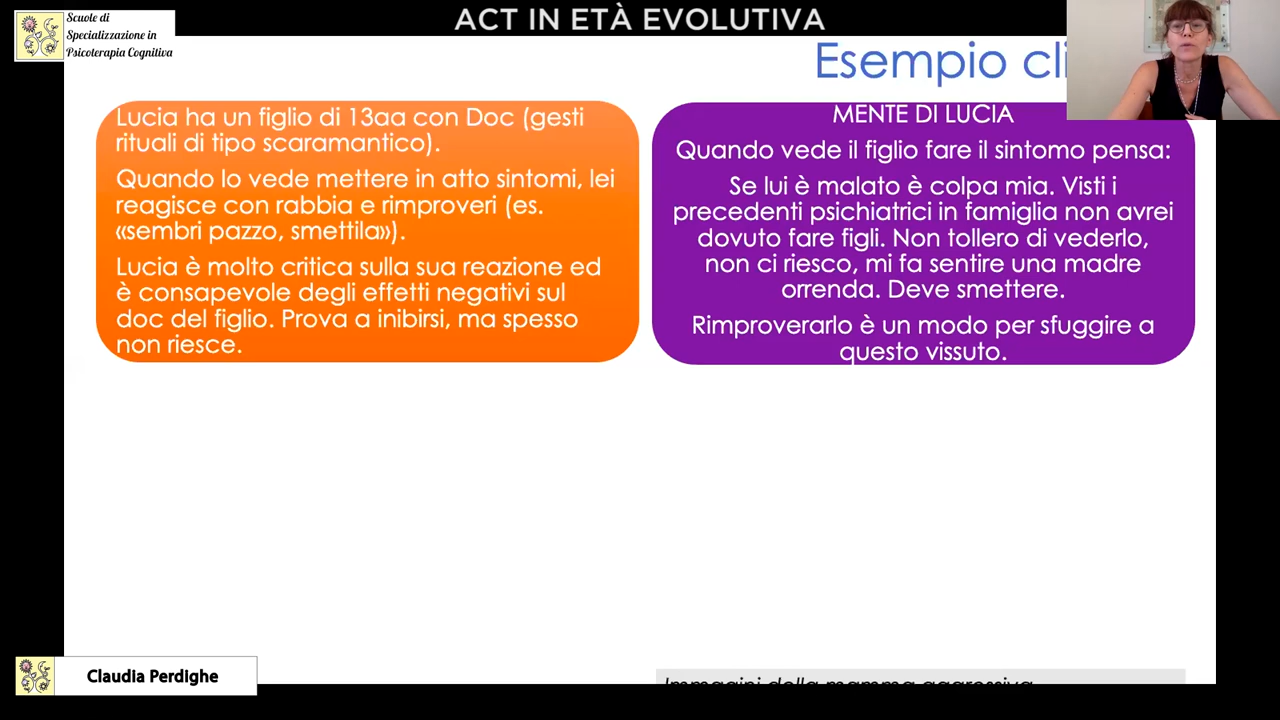 ACT IN ETÀ EVOLUTIVA
Scuole di
Specializzazione in
Psicoterapia Cognitiva
Esempio
Lucia ha un figlio di 13aa con Doc (gesti
rituali di tipo scaramantico).
Quando lo vede mettere in atto sintomi, lei
reagisce con rabbia e rimproveri (es.
«sembri pazzo, smettila»).
Lucia è molto critica sulla sua reazione ed
è consapevole degli effetti negativi sul
doc del figlio. Prova a inibirsi, ma spesso
non riesce.
MENTE DI LUCIA
Quando vede il figlio fare il sintomo pensa:
Se lui è malato è colpa mia. Visti i
precedenti psichiatrici in famiglia non avrei
dovuto fare figli. Non tollero di vederlo,
non ci riesco, mi fa sentire una madre
orrenda. Deve smettere.
Rimproverarlo è un modo per sfuggire a
questo vissuto.
Immagini della mamma aggressiva
Claudia Perdighe